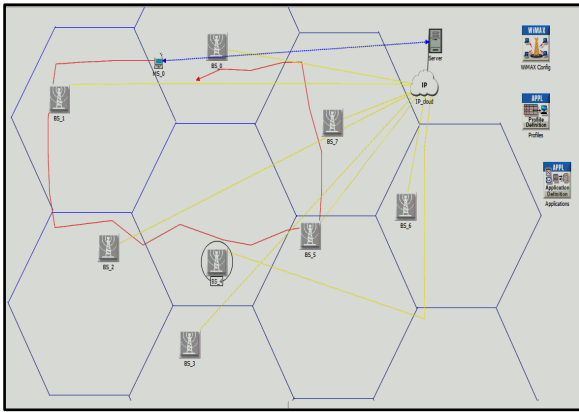 WiMAX
WiMAX Config
Server
BS_0
MS_0
IP
IP_cloud
BS_1
APPL
Profile
Definition
Profiles
BS_7
APPL
Application
Definition
Applications
BS_6
BS_5
BS_2
BS_4
BS_3